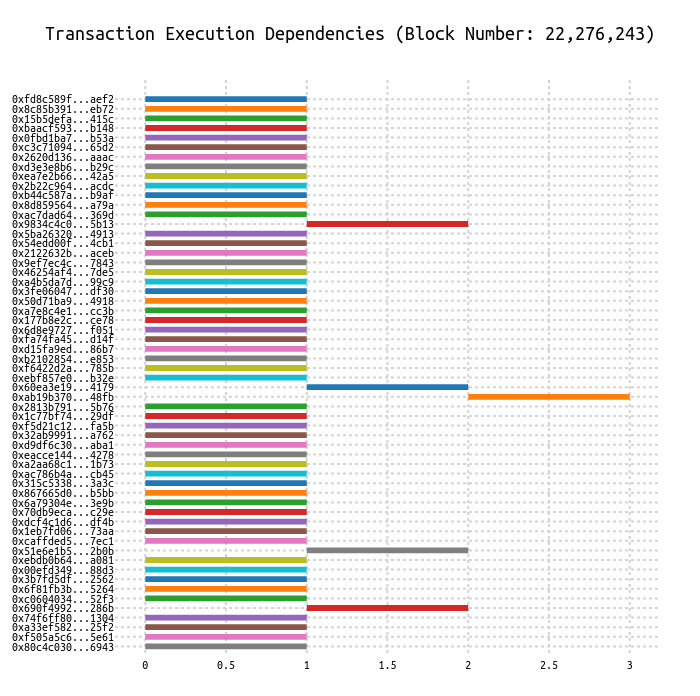 Transaction Execution Dependencies (Block Number: 22,276,243)
0xfd8c589f...aef2
0x8c85b391...eb72
0x15b5defa...415c
0xbaacf593...b148
0x0fbd1ba7...b53a
0xc3c71094...65d2
0x2620d136...aaac
0xd3e3e8b6...b29c
0xea7e2b66...42a5
0x2b22c964...acdc
0xb44c587a...b9af
0x8d859564...a79a
0xac7dad64...369d
0x9834c4c0...5b13
0x5ba26320...4913
0x54edd00f...4cb1
0x2122632b...aceb
0x9ef7ec4c...7843
0x46254af4...7de5
0xa4b5da7d...99c9
0x3fe06047...df30
0x50d71ba9...4918
0xa7e8c4e1...cc3b
0x177b8e2c...ce78
0x6d8e9727...f051
0xfa74fa45...d14f
0xd15fa9ed...86b7
0xb2102854...e853
0xf6422d2a...785b
0xebf857e0...b32e
0x60ea3e19...4179
0xab19b370...48fb
0x2813b791...5b76
0x1c77bf74...29df
0xf5d21c12...fa5b
0x32ab9991...a762
0xd9df6c30...aba1
0xeacce144...4278
0xa2aa68c1...1b73
0xac786b4a...cb45
0x315c5338...3a3c
0x867665d0...b5bb
0x6a79304e...3e9b
0x70db9eca...c29e
0xdcf4c1d6...df4b
0x1eb7fd06...73aa
0xcaffded5...7ec1
0x51e6e1b5...2b0b
0xebdb0b64...a081
0x00efd349...88d3
0x3b7fd5df...2562
0x6f81fb3b...5264
0xc0604034...52f3
0x690f4992...286b
0x74f6ff80...1304
0xa33ef582...25f2
0xf505a5c6...5e61
0x80c4c030...6943
0 0.5 1 1.5 2 2.5 3